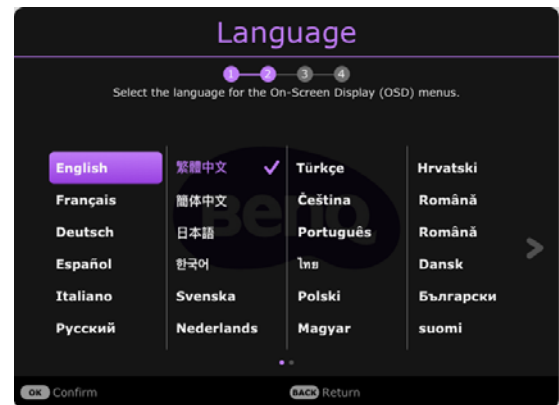 Language
1 2 3 4
Select the language for the On-Screen Display (OSD) menus.
English
Français
Deutsch
Español
Italiano
Русский
繁體中文
簡体中文
日本語
한국어
Svenska
Nederlands
Türkçe
Čeština
Português
ไทย
Polski
Magyar
Hrvatski
Română
Română
Dansk
Български
suomi
BenQ
OK Confirm
BACK Return